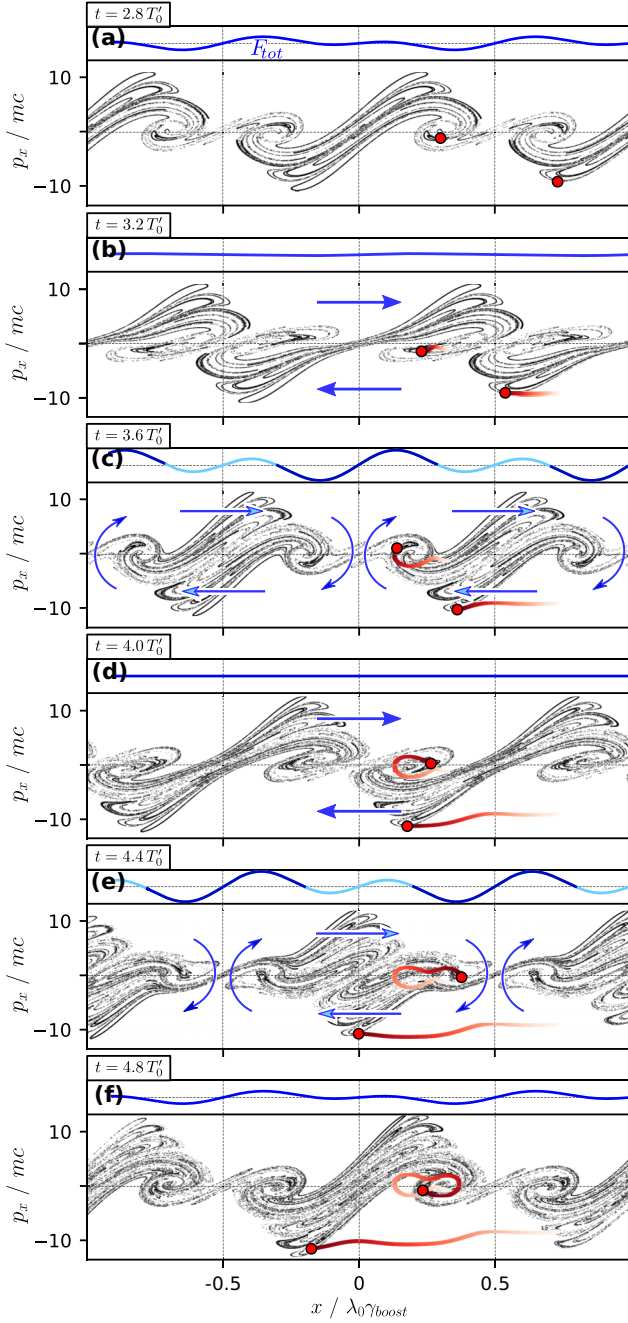 t = 2.8 T′₀
(a)
F_tot
10
−10
p_x / mc
t = 3.2 T′₀
(b)
10
−10
p_x / mc
t = 3.6 T′₀
(c)
10
−10
p_x / mc
t = 4.0 T′₀
(d)
10
−10
p_x / mc
t = 4.4 T′₀
(e)
10
−10
p_x / mc
t = 4.8 T′₀
(f)
10
−10
p_x / mc
-0.5 0 0.5
x / λ₀γ_boost